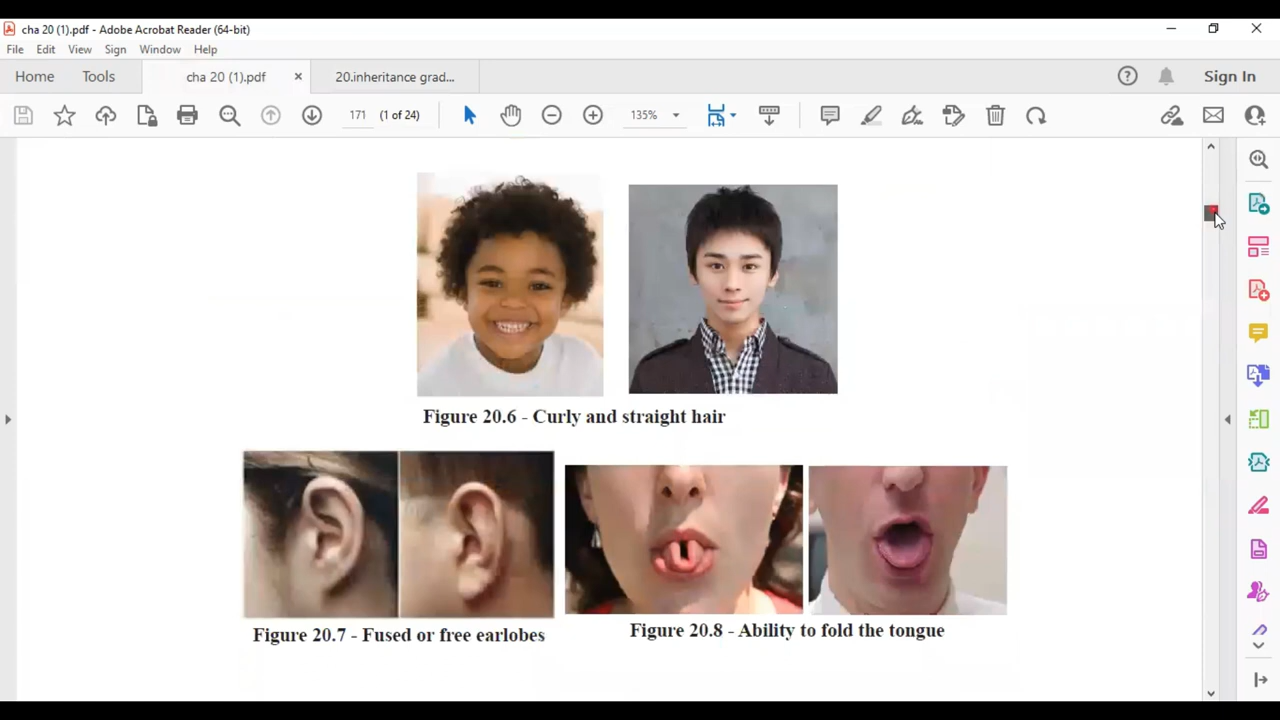 cha 20 (1).pdf - Adobe Acrobat Reader (64-bit)
File Edit View Sign Window Help
Home Tools cha 20 (1).pdf × 20.inheritance grad... Sign In
171 (1 of 24) 135%
Figure 20.6 - Curly and straight hair
Figure 20.7 - Fused or free earlobes
Figure 20.8 - Ability to fold the tongue